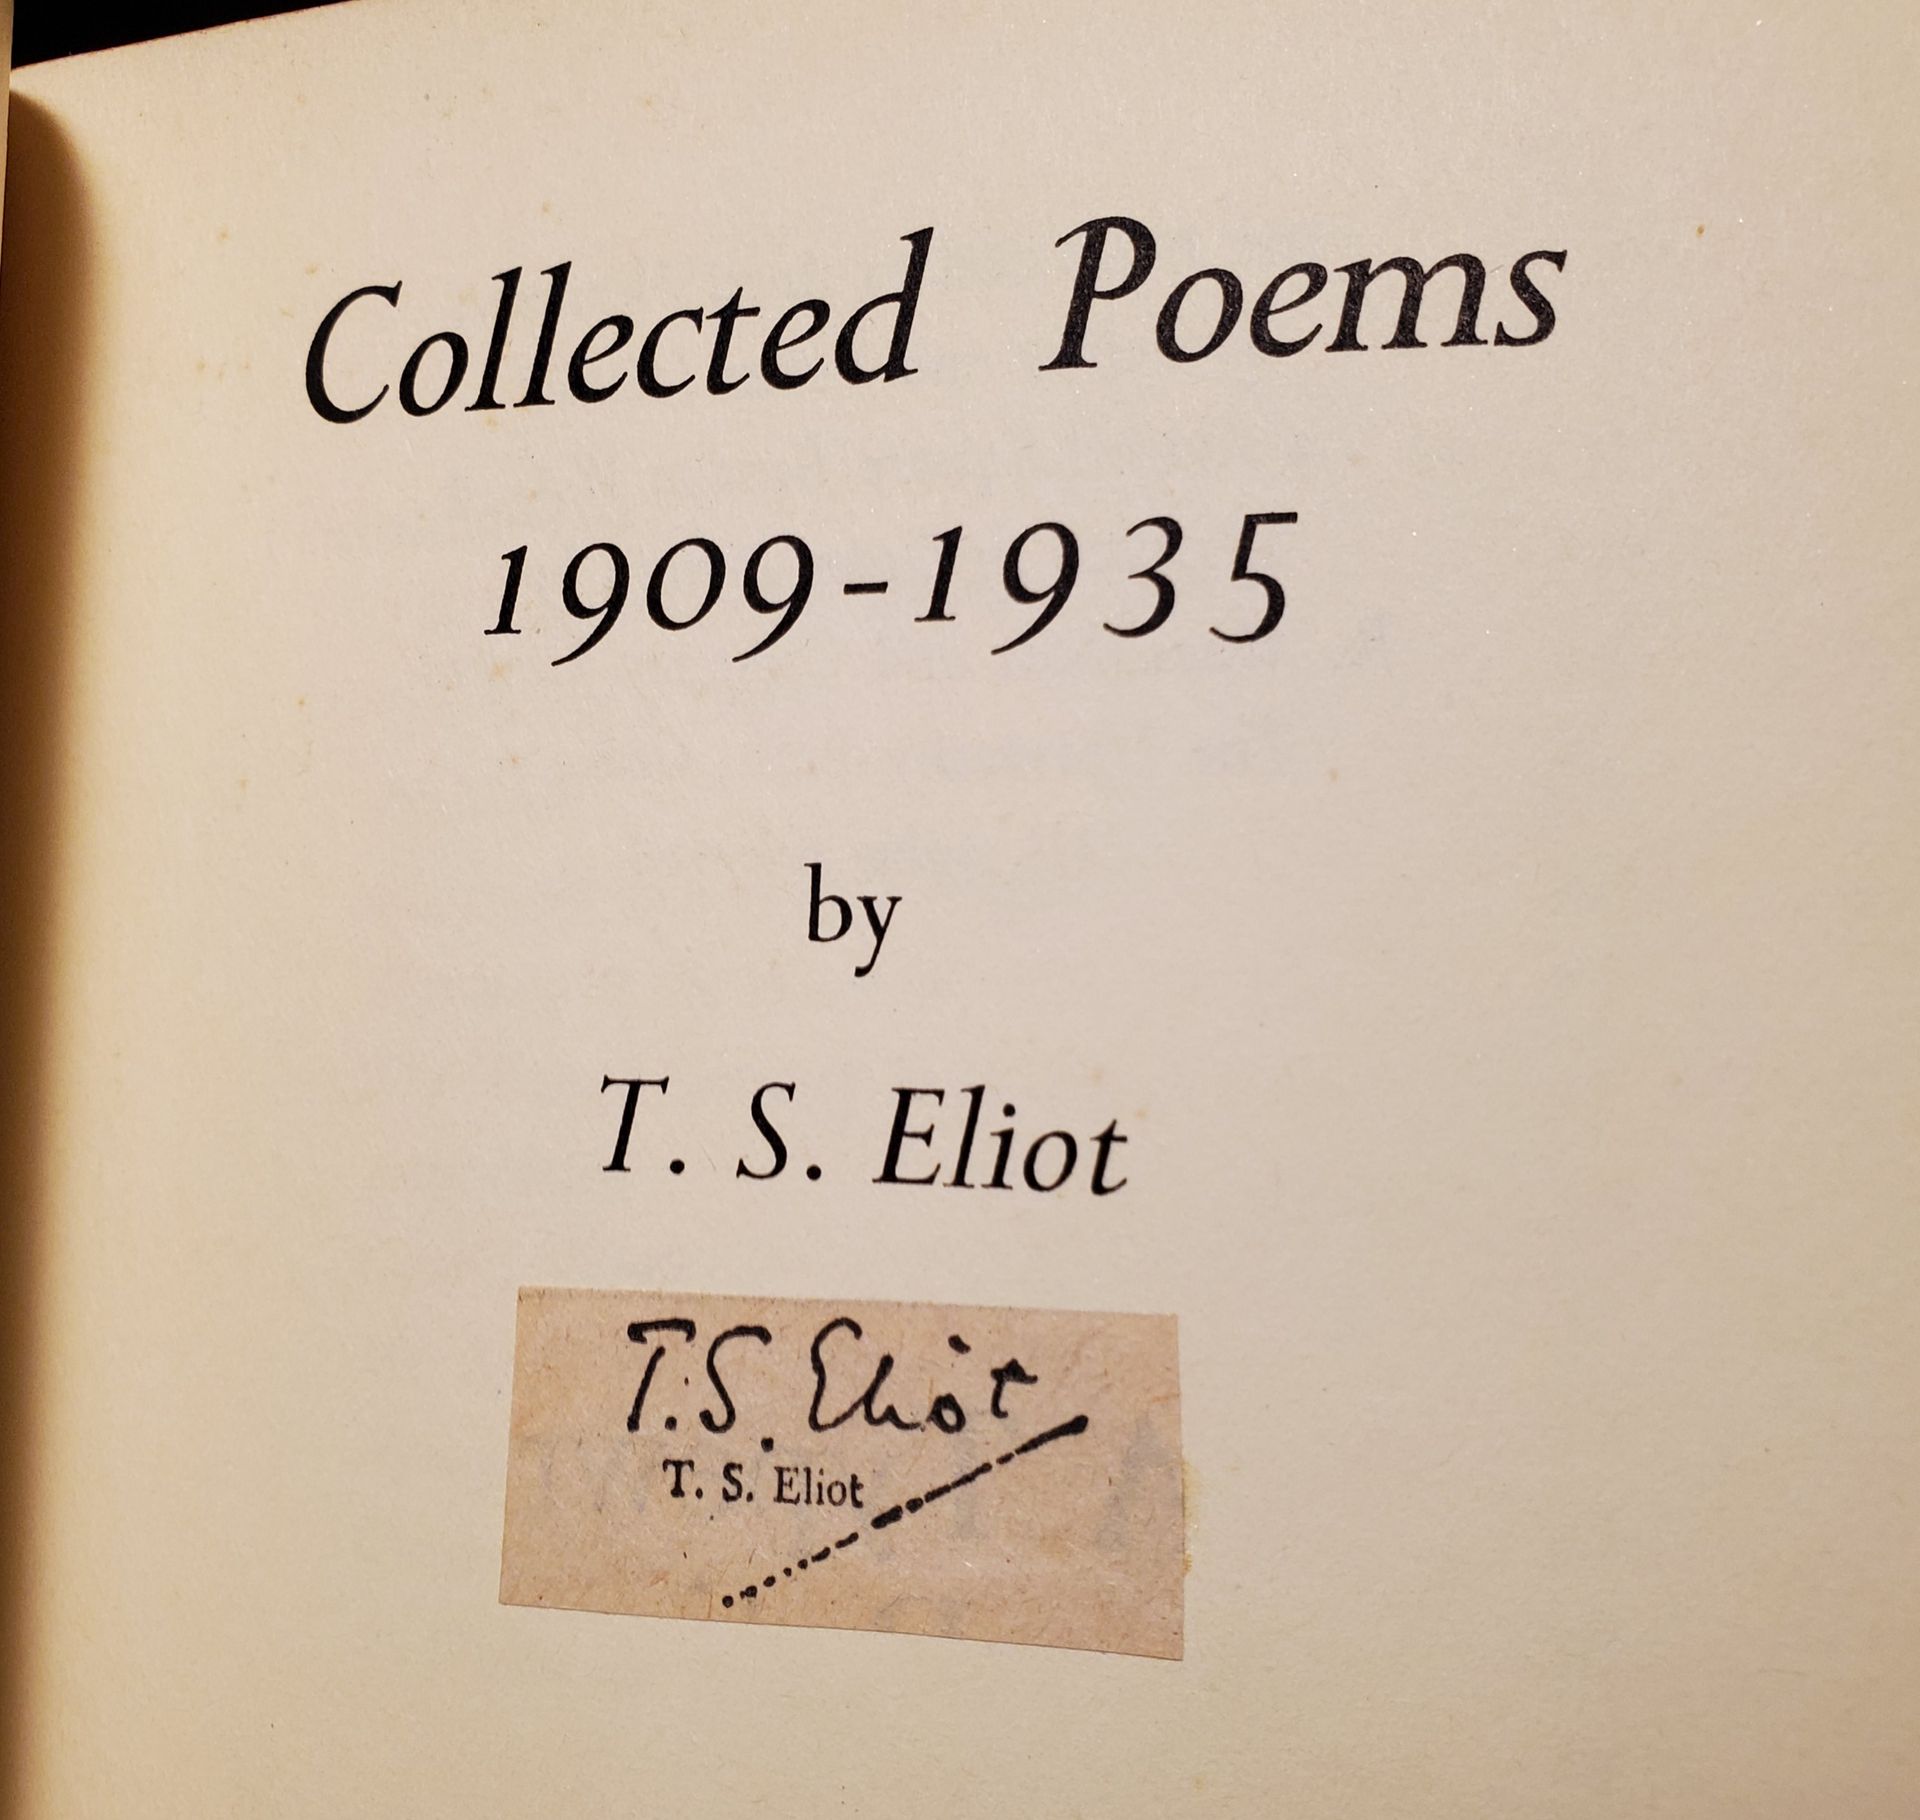 Collected Poems
1909-1935
by
T. S. Eliot
T.S. Eliot
T. S. Eliot